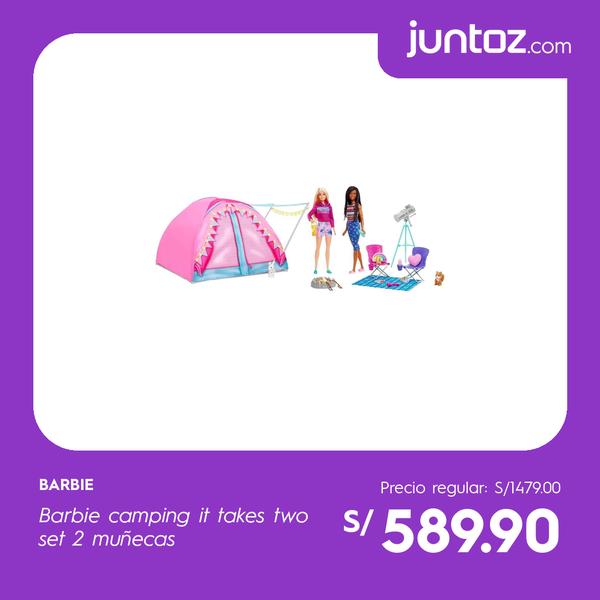 juntoz.com
BARBIE
Barbie camping it takes two
set 2 muñecas
Precio regular: S/1479.00
S/ 589.90